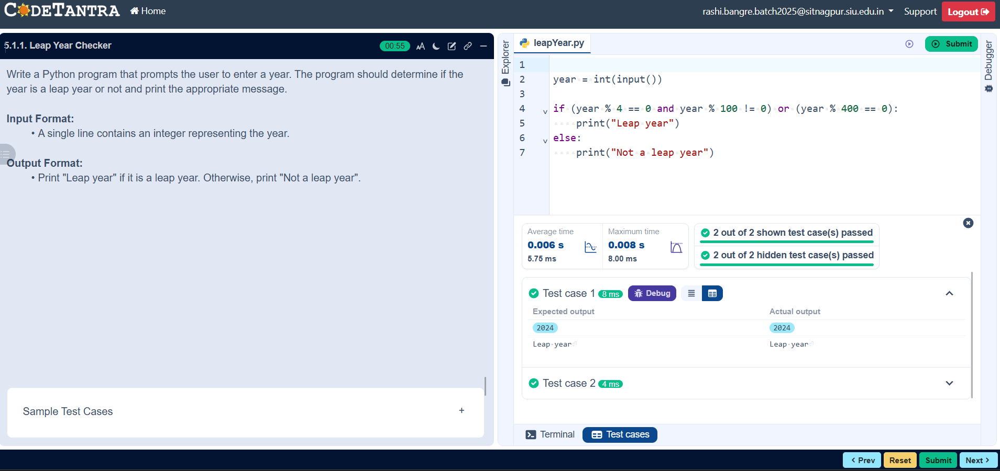 CODETANTRA Home rashi.bangre.batch2025@sitnagpur.siu.edu.in Support Logout
5.1.1. Leap Year Checker 00:55 AA
Write a Python program that prompts the user to enter a year. The program should determine if the
year is a leap year or not and print the appropriate message.
Input Format:
• A single line contains an integer representing the year.
Output Format:
• Print "Leap year" if it is a leap year. Otherwise, print "Not a leap year".
Sample Test Cases +
Explorer
leapYear.py Submit
Debugger
1
2 year = int(input())
3
4 if (year % 4 == 0 and year % 100 != 0) or (year % 400 == 0):
5 print("Leap year")
6 else:
7 print("Not a leap year")
Average time Maximum time
0.006 s 0.008 s
5.75 ms 8.00 ms
2 out of 2 shown test case(s) passed
2 out of 2 hidden test case(s) passed
Test case 1 8 ms Debug
Expected output Actual output
2024 2024
Leap·year Leap·year
Test case 2 4 ms
Terminal Test cases
< Prev Reset Submit Next >